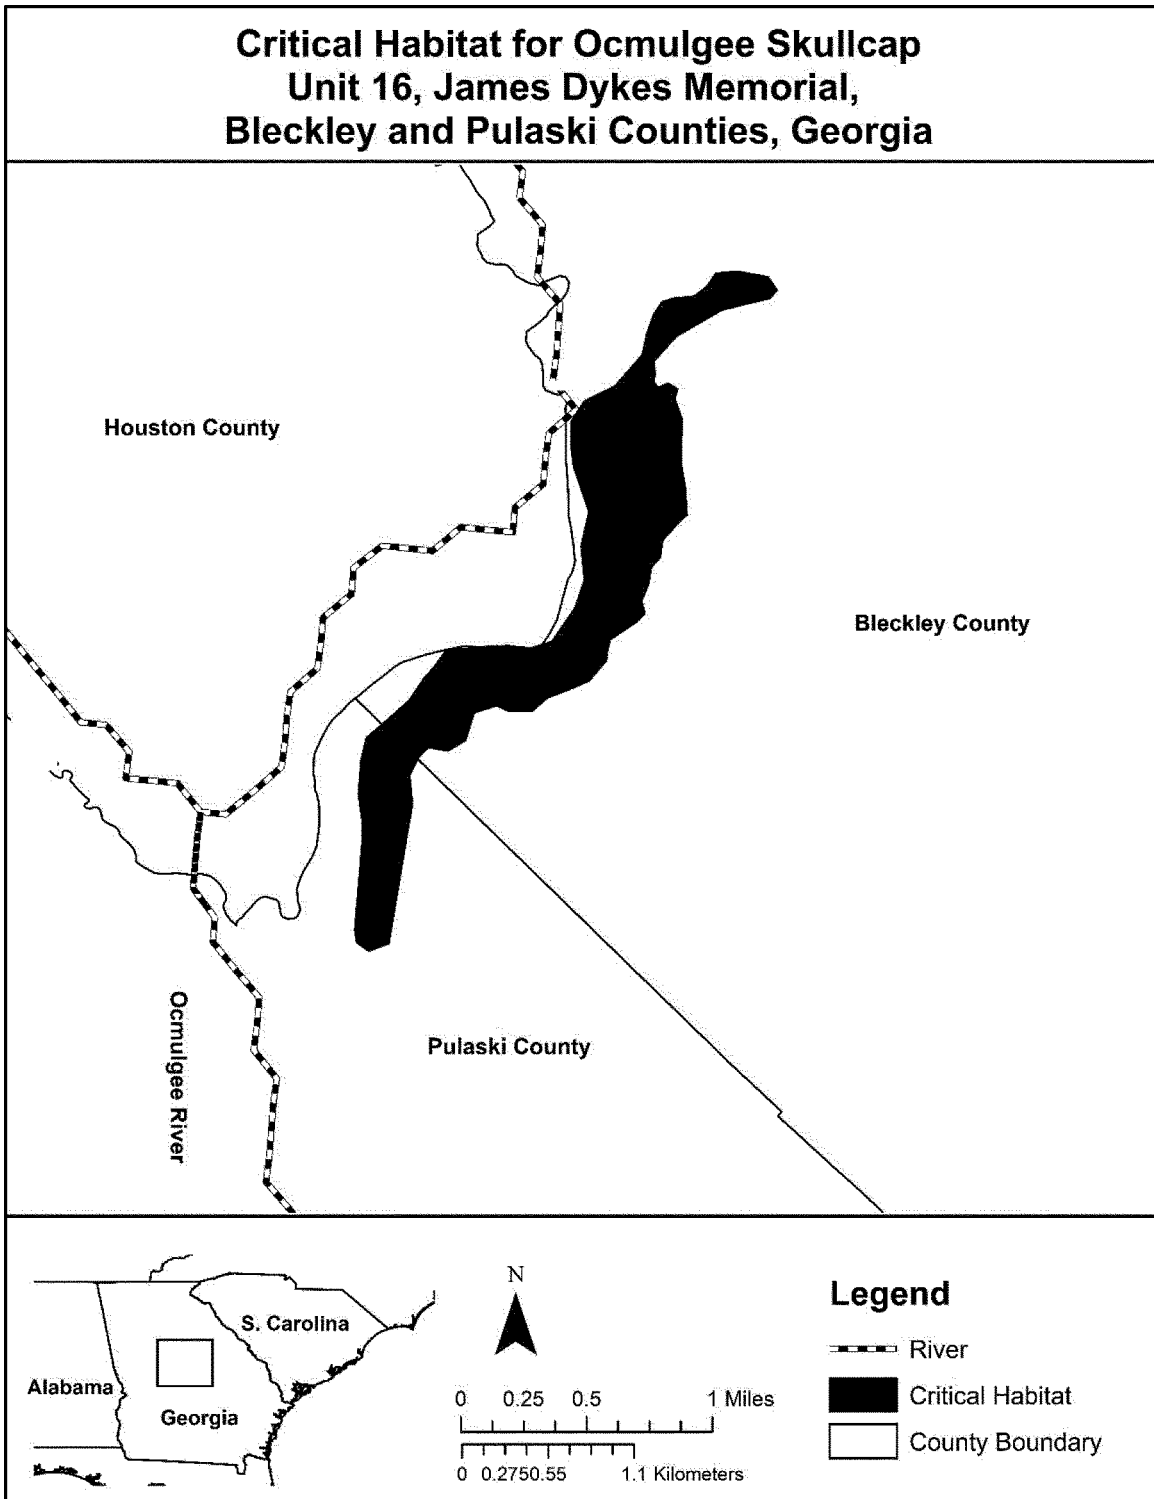 Critical Habitat for Ocmulgee Skullcap
Unit 16, James Dykes Memorial,
Bleckley and Pulaski Counties, Georgia
Houston County
Bleckley County
Ocmulgee River
Pulaski County
S. Carolina
Alabama
Georgia
N
0 0.25 0.5 1 Miles
0 0.2750.55 1.1 Kilometers
Legend
River
Critical Habitat
County Boundary